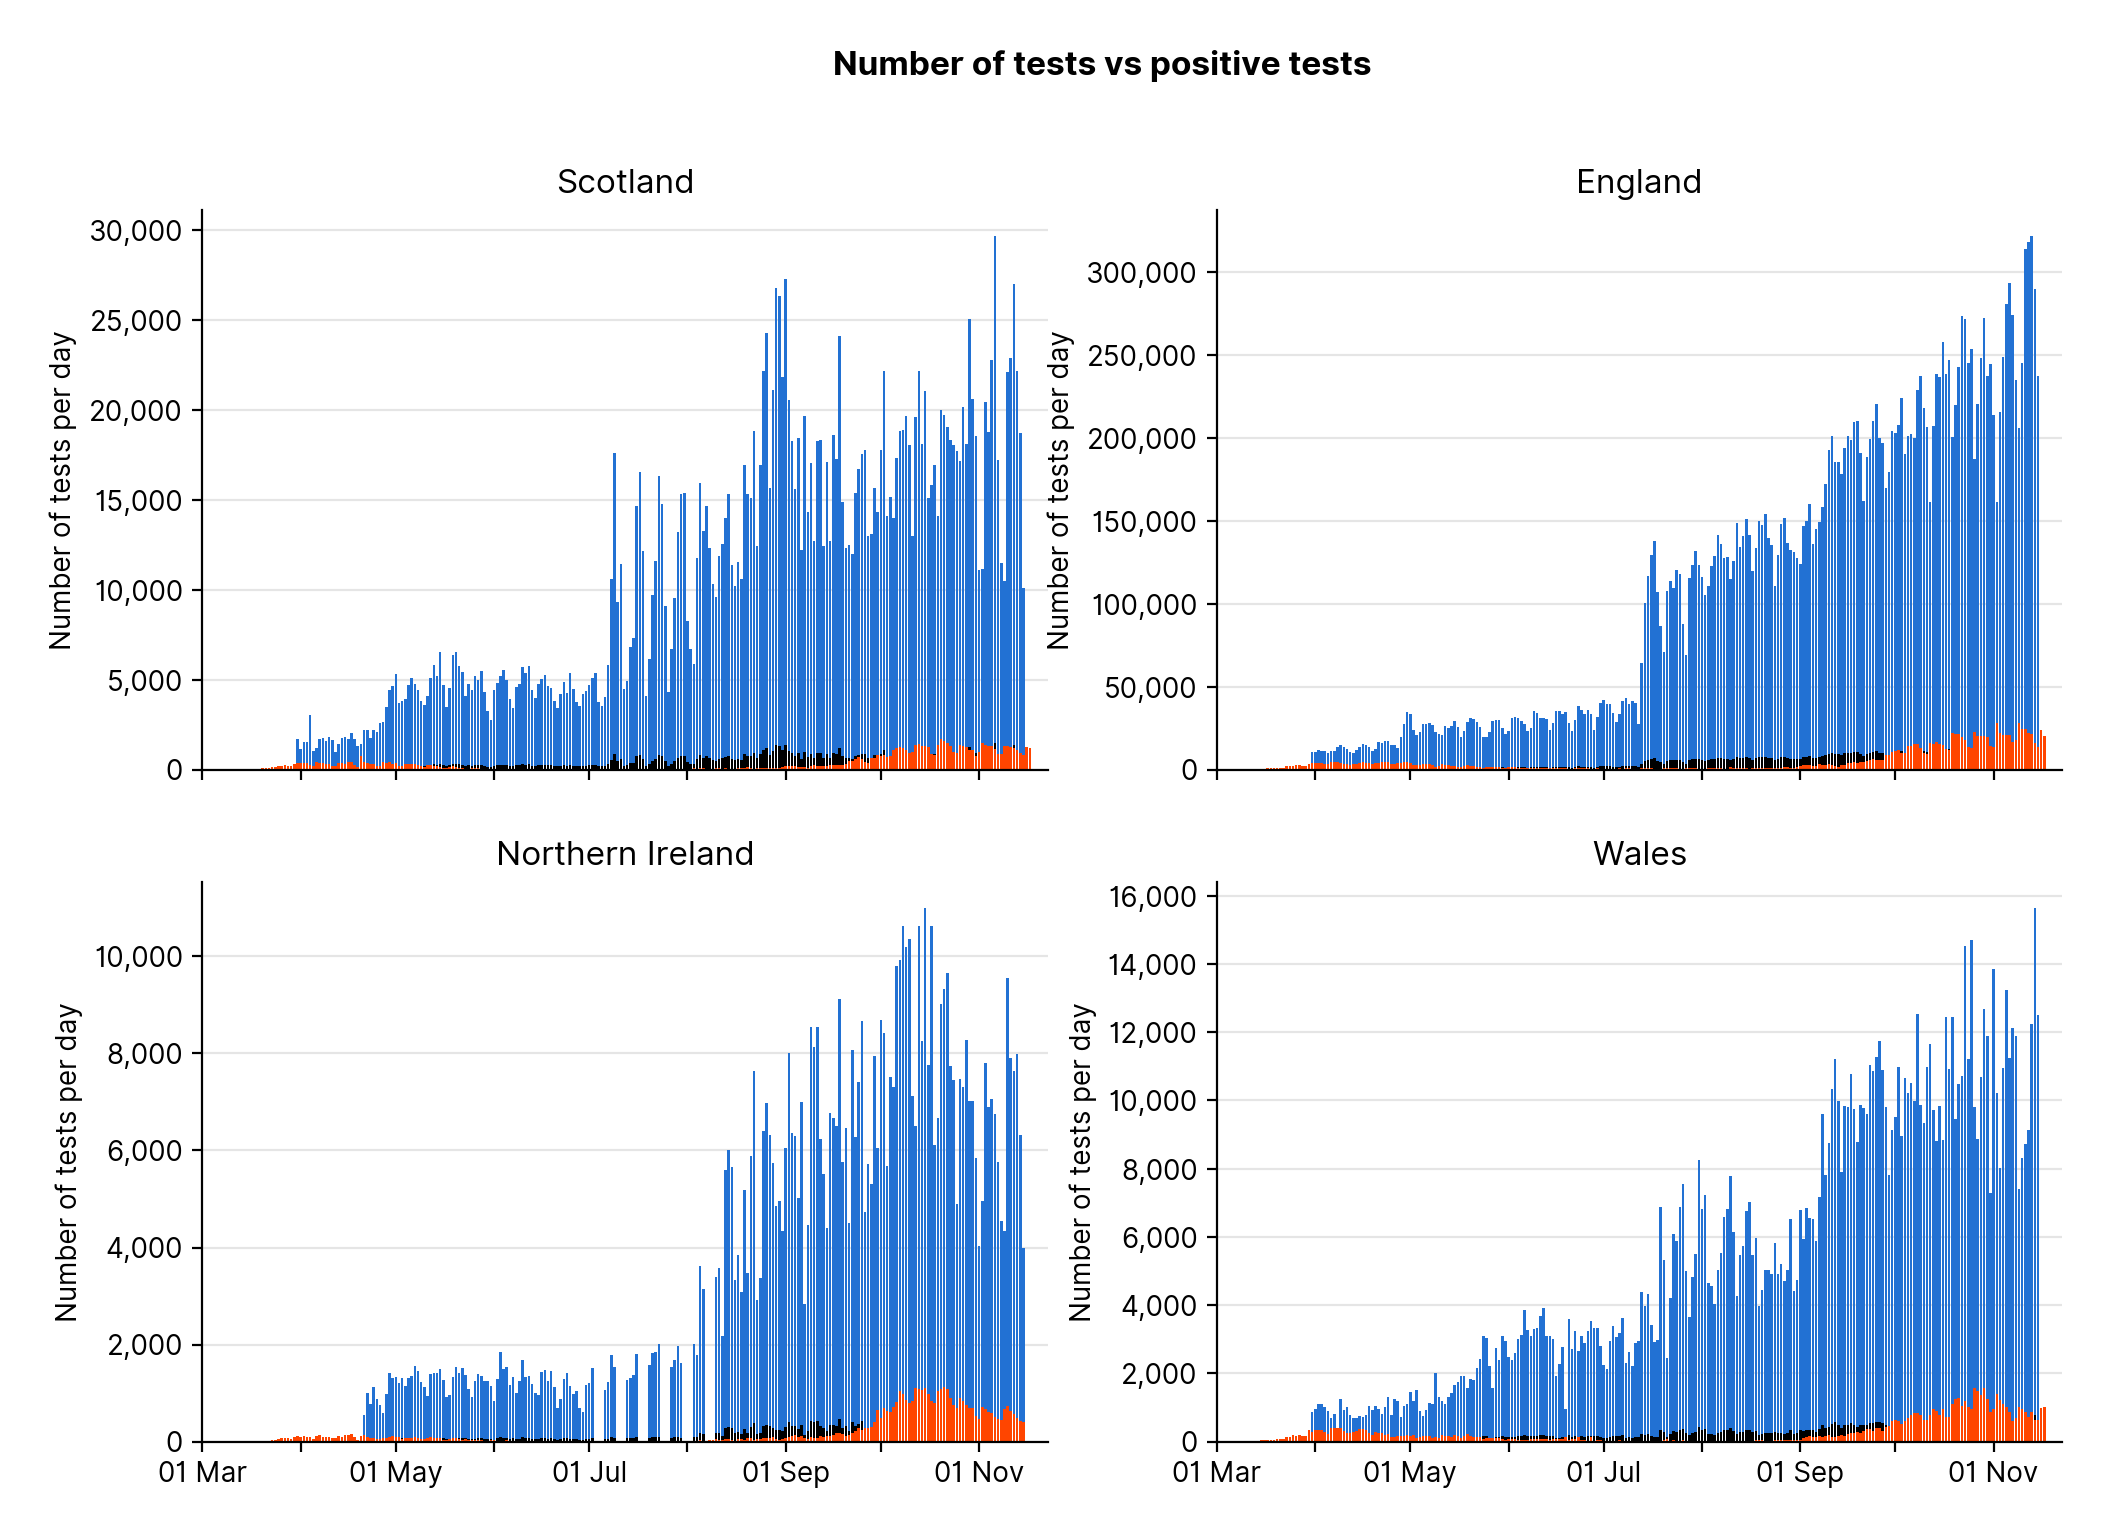 Number of tests vs positive tests
Scotland
Number of tests per day
30,000
25,000
20,000
15,000
10,000
5,000
0
England
Number of tests per day
300,000
250,000
200,000
150,000
100,000
50,000
0
Northern Ireland
Number of tests per day
10,000
8,000
6,000
4,000
2,000
0
01 Mar
01 May
01 Jul
01 Sep
01 Nov
Wales
Number of tests per day
16,000
14,000
12,000
10,000
8,000
6,000
4,000
2,000
0
01 Mar
01 May
01 Jul
01 Sep
01 Nov